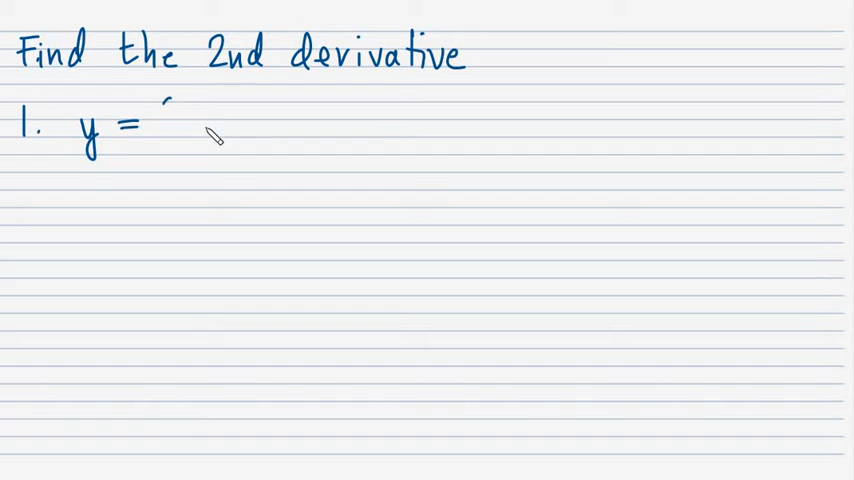 Find the 2nd derivative
1. y =